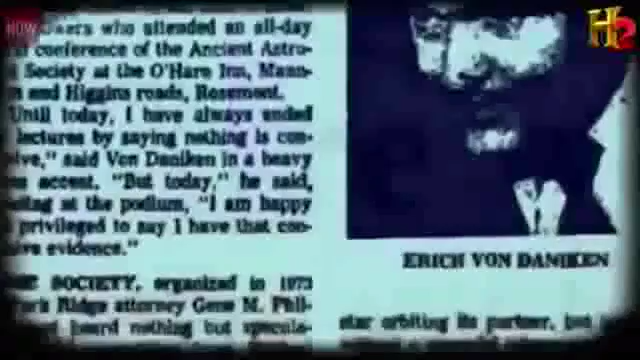 HOW
H2
who attended an all-day
conference of the Ancient Astro-
Society at the O'Hare Inn, Mann-
and Higgins roads, Rosemont.
"Until today, I have always ended
lectures by saying nothing is con-
said Von Daniken in a heavy
accent. "But today," he said,
at the podium, "I am happy
privileged to say I have that con-
evidence."
ERICH VON DANIKEN
SOCIETY, organized in 1973
Ridge attorney Gene M. Phil-
heard nothing but specula-
star orbiting its partner, but